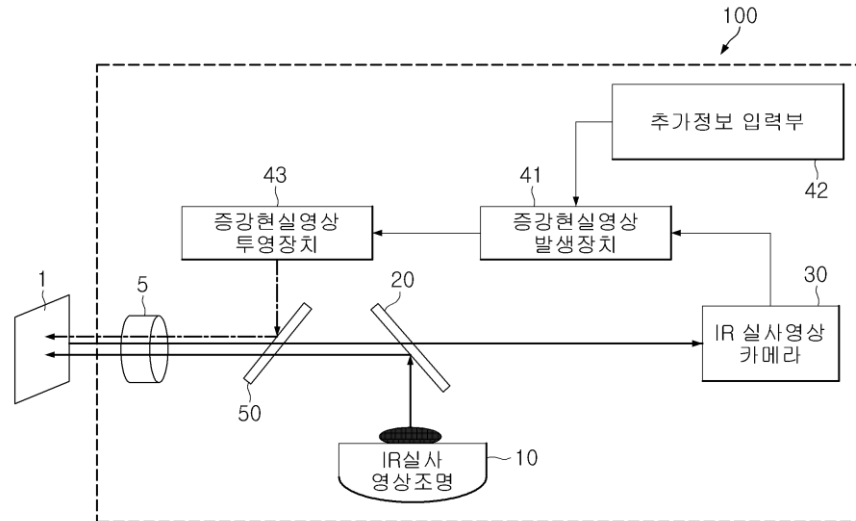 100
추가정보 입력부
42
43
증강현실영상
투영장치
41
증강현실영상
발생장치
1
5
20
30
IR 실사영상
카메라
50
IR실사
영상조명
10